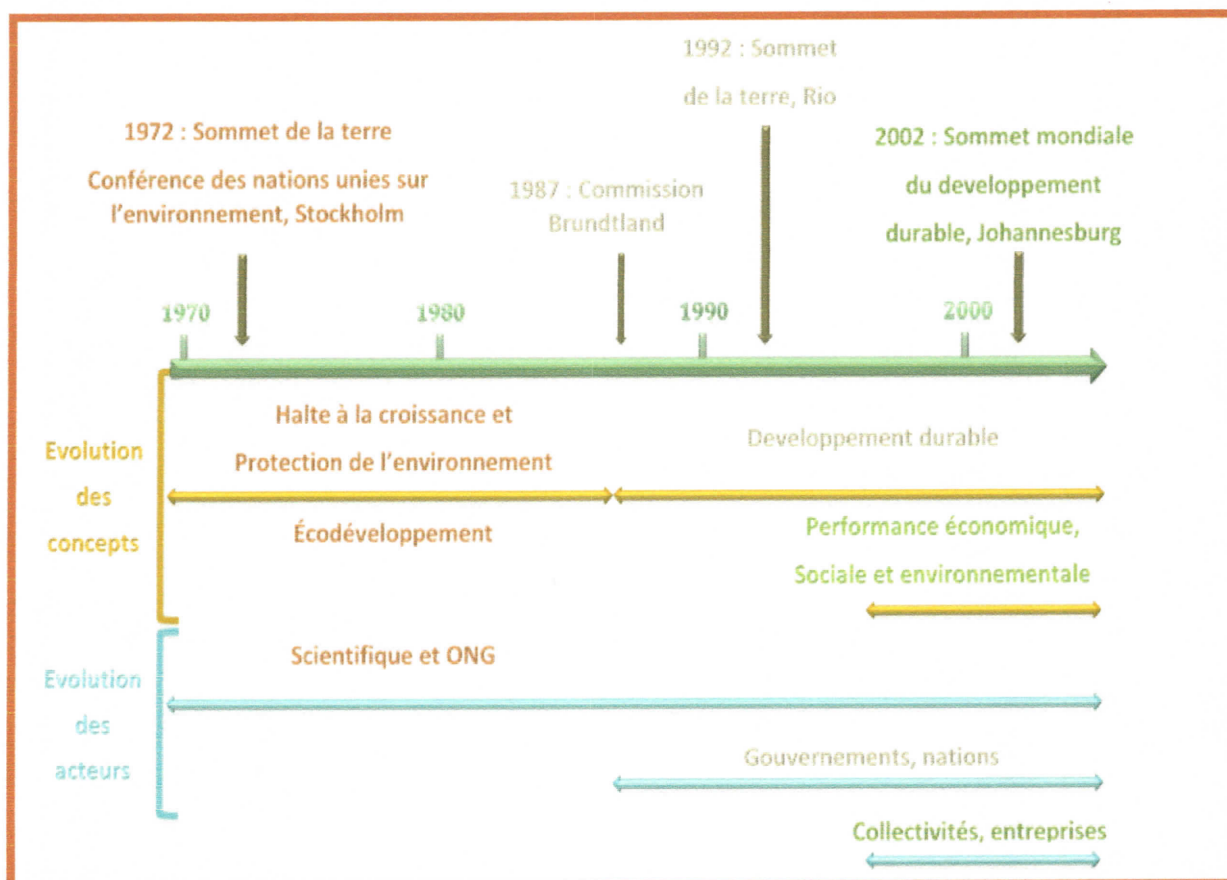 1992 : Sommet
de la terre, Rio
1972 : Sommet de la terre
Conférence des nations unies sur
l'environnement, Stockholm
1987 : Commission
Brundtland
2002 : Sommet mondiale
du developpement
durable, Johannesburg
1970
1980
1990
2000
Evolution
des
concepts
Halte à la croissance et
Protection de l'environnement
Developpement durable
Écodéveloppement
Performance économique,
Sociale et environnementale
Evolution
des
acteurs
Scientifique et ONG
Gouvernements, nations
Collectivités, entreprises